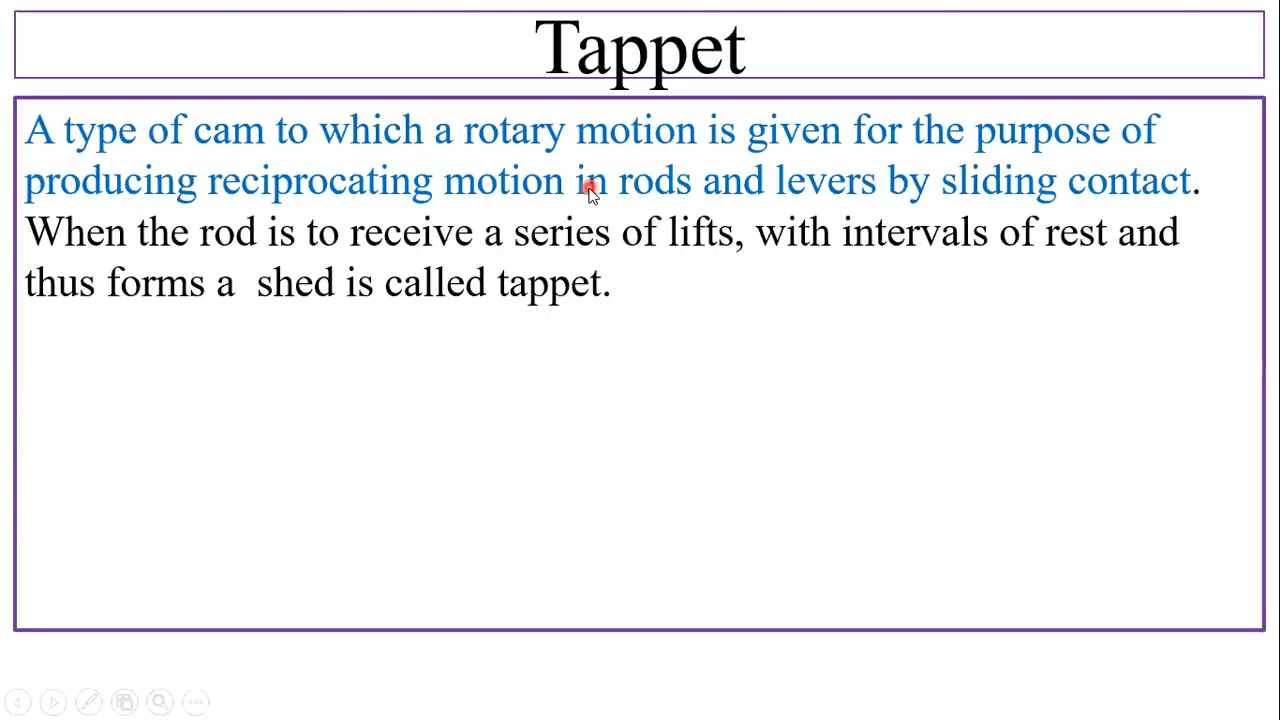 Tappet
A type of cam to which a rotary motion is given for the purpose of
producing reciprocating motion in rods and levers by sliding contact.
When the rod is to receive a series of lifts, with intervals of rest and
thus forms a  shed is called tappet.